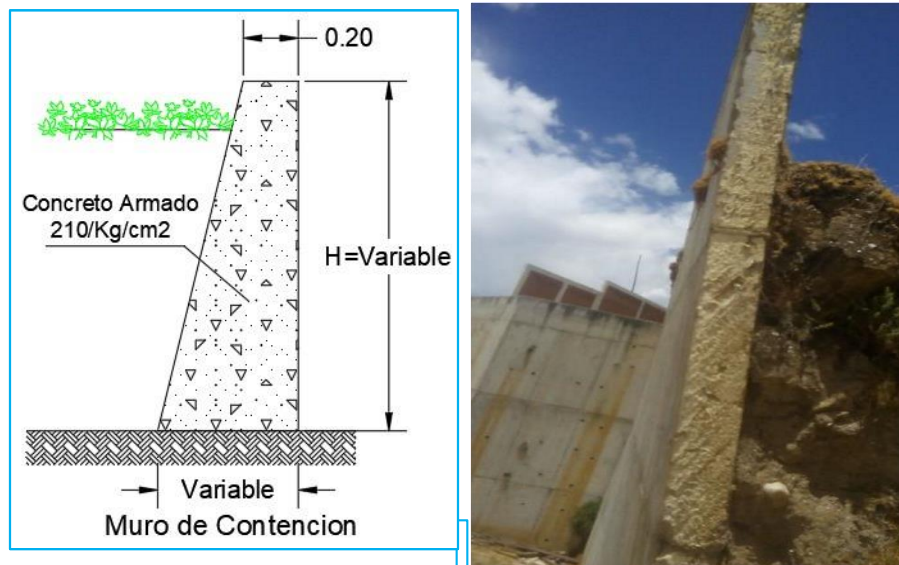 0.20
Concreto Armado
210/Kg/cm2
H=Variable
Variable
Muro de Contencion